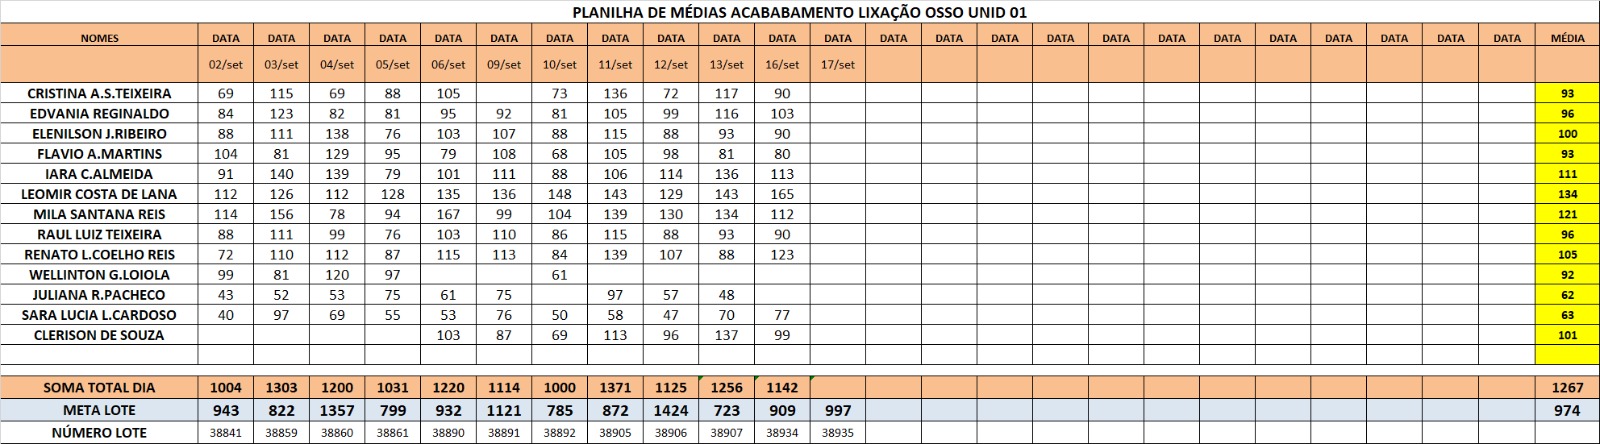 PLANILHA DE MÉDIAS ACABABAMENTO LIXAÇÃO OSSO UNID 01
NOMES DATA DATA DATA DATA DATA DATA DATA DATA DATA DATA DATA DATA DATA DATA DATA DATA DATA DATA DATA DATA DATA DATA DATA DATA MÉDIA
02/set 03/set 04/set 05/set 06/set 09/set 10/set 11/set 12/set 13/set 16/set 17/set
CRISTINA A.S.TEIXEIRA 69 115 69 88 105 73 136 72 117 90 93
EDVANIA REGINALDO 84 123 82 81 95 92 81 105 99 116 103 96
ELENILSON J.RIBEIRO 88 111 138 76 103 107 88 115 88 93 90 100
FLAVIO A.MARTINS 104 81 129 95 79 108 68 105 98 81 80 93
IARA C.ALMEIDA 91 140 139 79 101 111 88 106 114 136 113 111
LEOMIR COSTA DE LANA 112 126 112 128 135 136 148 143 129 143 165 134
MILA SANTANA REIS 114 156 78 94 167 99 104 139 130 134 112 121
RAUL LUIZ TEIXEIRA 88 111 99 76 103 110 86 115 88 93 90 96
RENATO L.COELHO REIS 72 110 112 87 115 113 84 139 107 88 123 105
WELLINTON G.LOIOLA 99 81 120 97 61 92
JULIANA R.PACHECO 43 52 53 75 61 75 97 57 48 62
SARA LUCIA L.CARDOSO 40 97 69 55 53 76 50 58 47 70 77 63
CLERISON DE SOUZA 103 87 69 113 96 137 99 101
SOMA TOTAL DIA 1004 1303 1200 1031 1220 1114 1000 1371 1125 1256 1142 1267
META LOTE 943 822 1357 799 932 1121 785 872 1424 723 909 997 974
NÚMERO LOTE 38841 38859 38860 38861 38890 38891 38892 38905 38906 38907 38934 38935